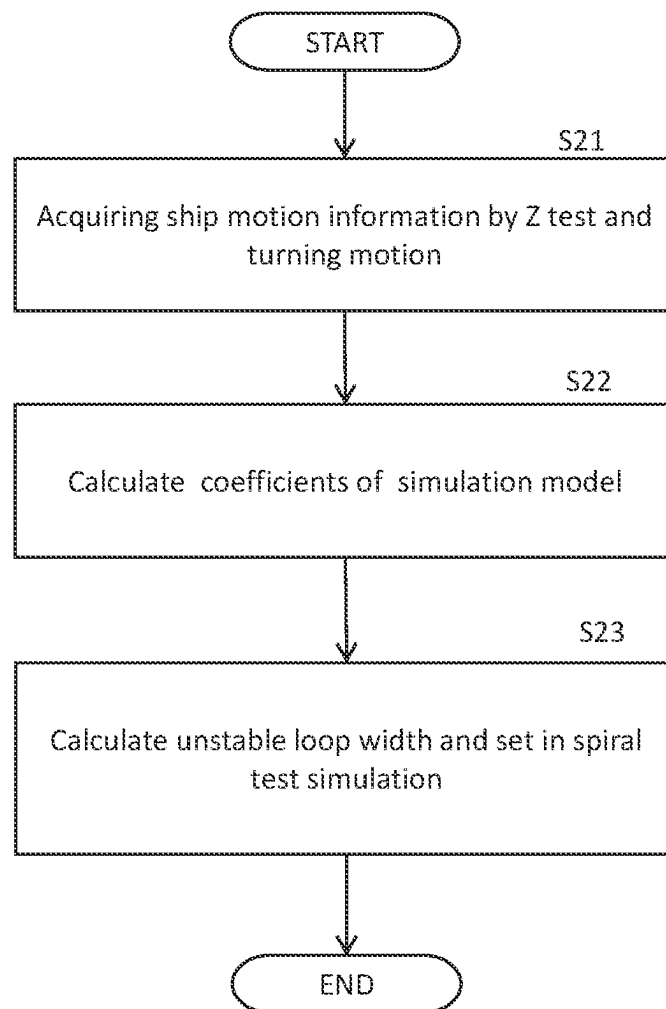 START
S21
Acquiring ship motion information by Z test and
turning motion
S22
Calculate coefficients of simulation model
S23
Calculate unstable loop width and set in spiral
test simulation
END